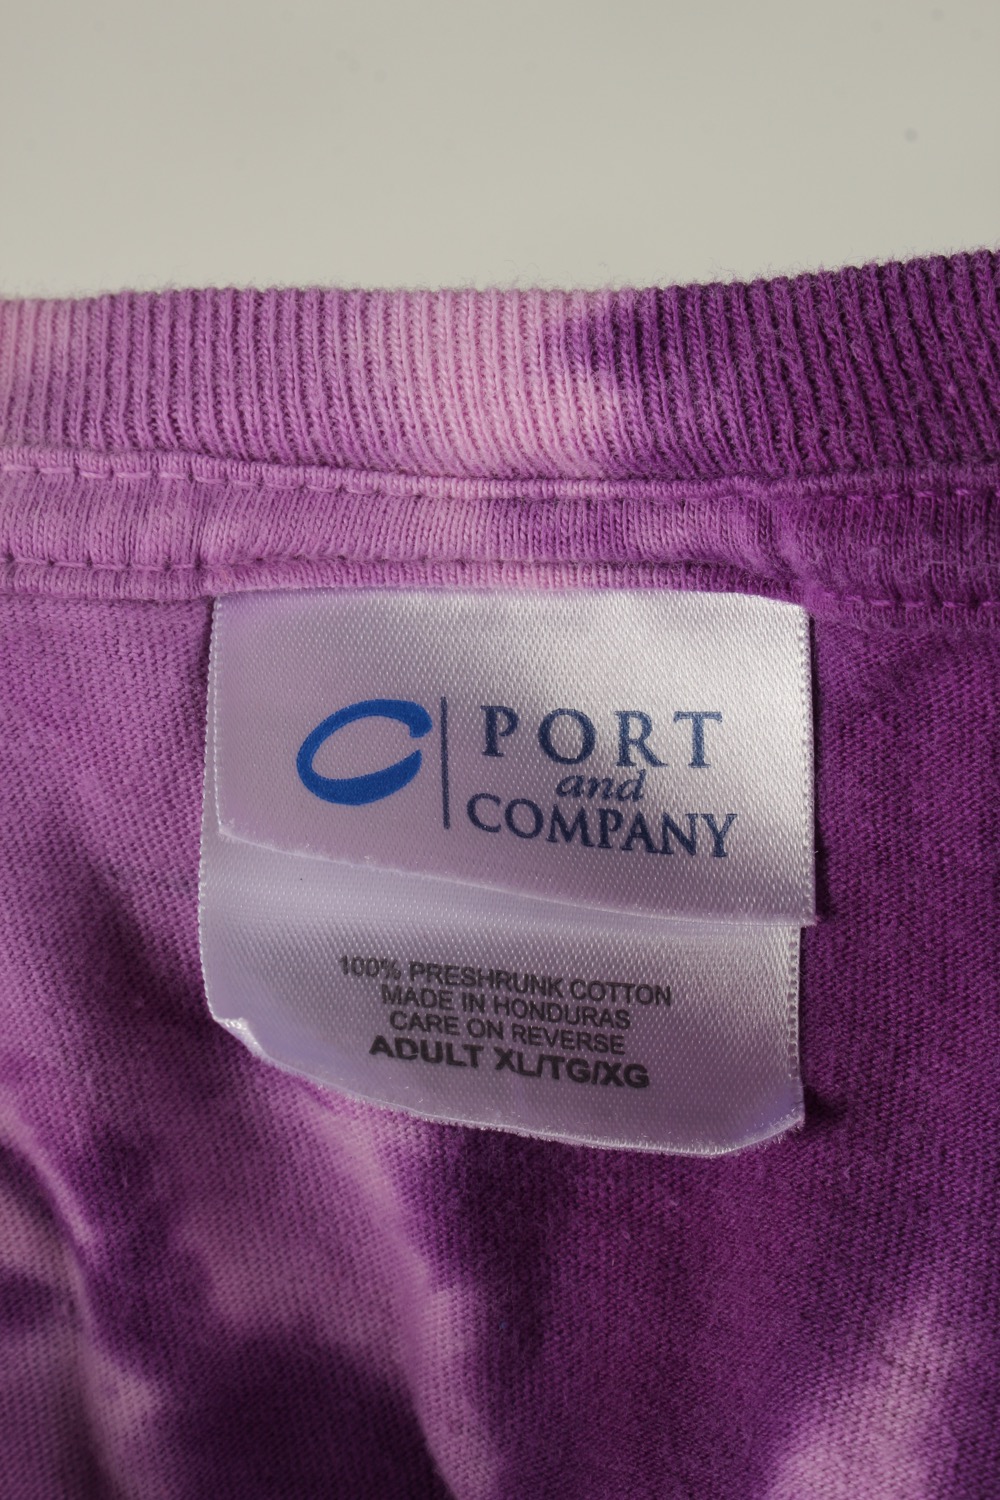 PORT
and
COMPANY
100% PRESHRUNK COTTON
MADE IN HONDURAS
CARE ON REVERSE
ADULT XL/TG/XG